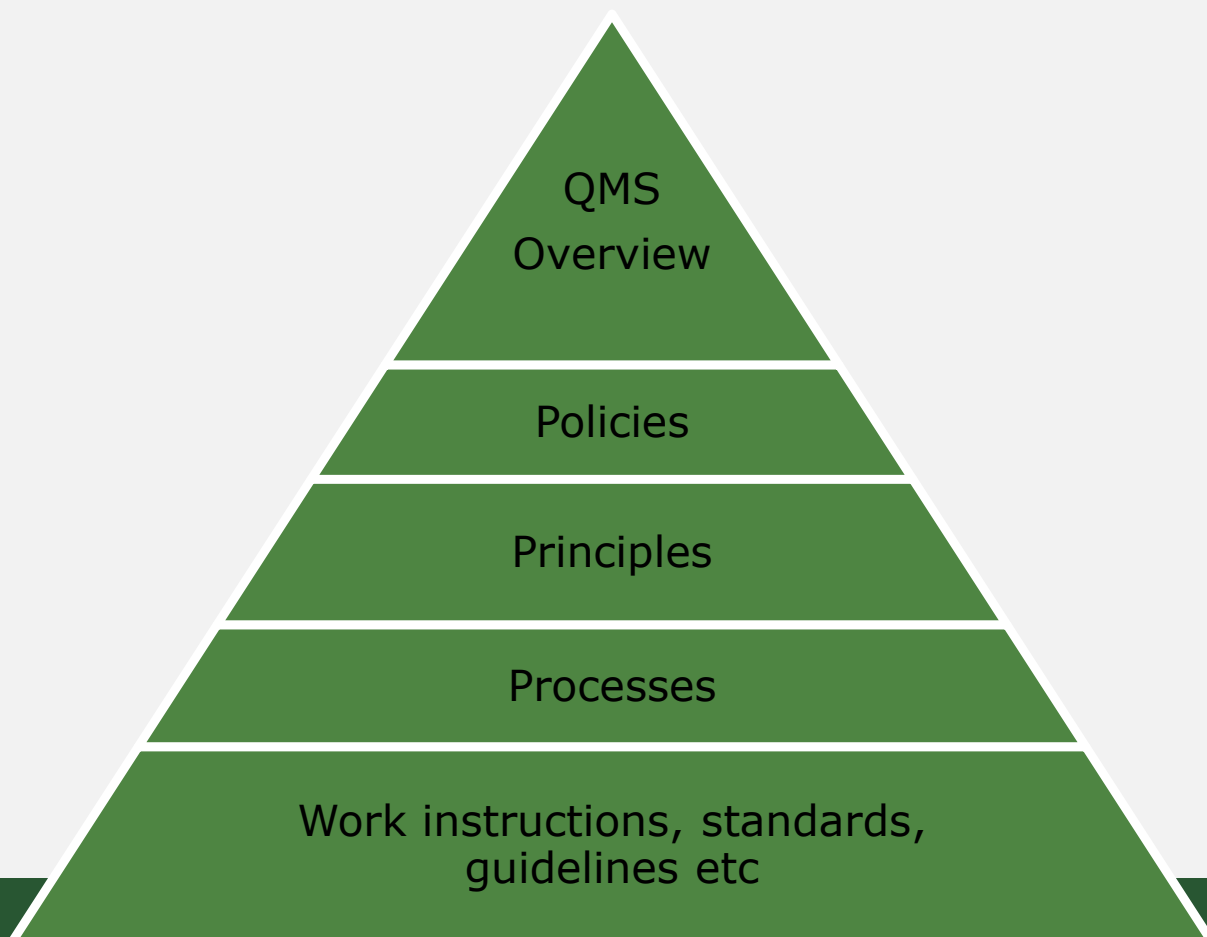 QMS
Overview
Policies
Principles
Processes
Work instructions, standards,
guidelines etc